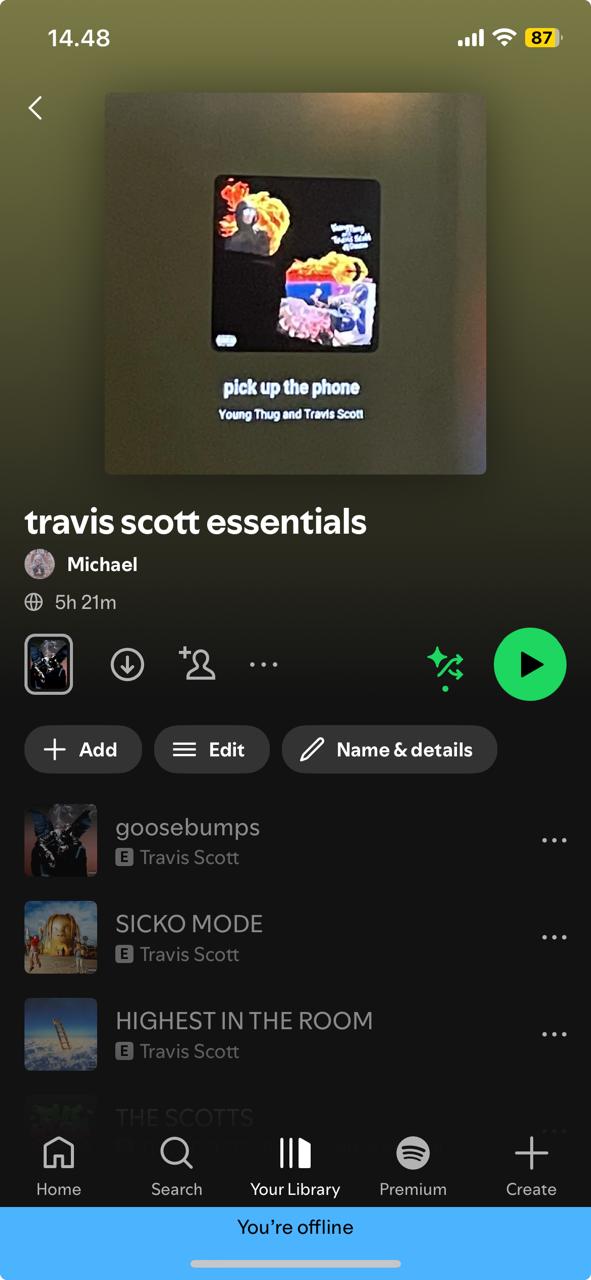 14.48
87
pick up the phone
Young Thug and Travis Scott
travis scott essentials
Michael
5h 21m
Add
Edit
Name & details
goosebumps
E Travis Scott
SICKO MODE
E Travis Scott
HIGHEST IN THE ROOM
E Travis Scott
THE SCOTTS
Home
Search
Your Library
Premium
Create
You're offline